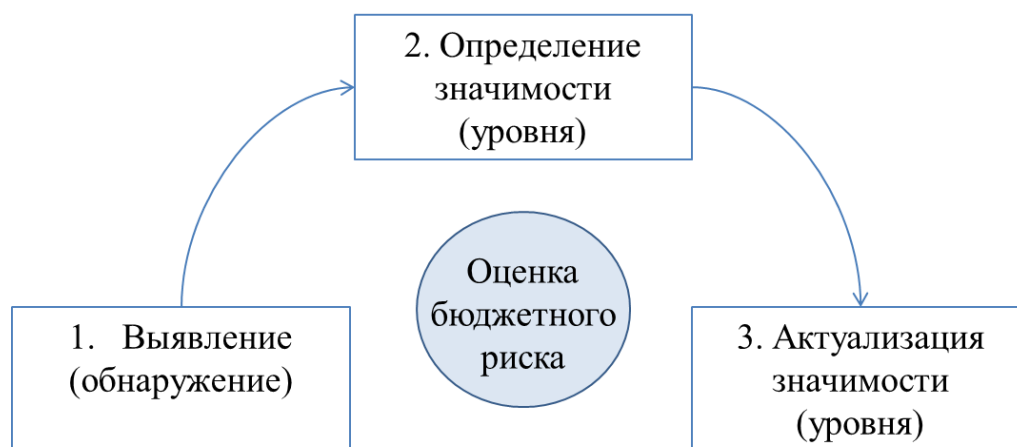 2. Определение
значимости
(уровня)
Оценка
бюджетного
риска
1. Выявление
(обнаружение)
3. Актуализация
значимости
(уровня)